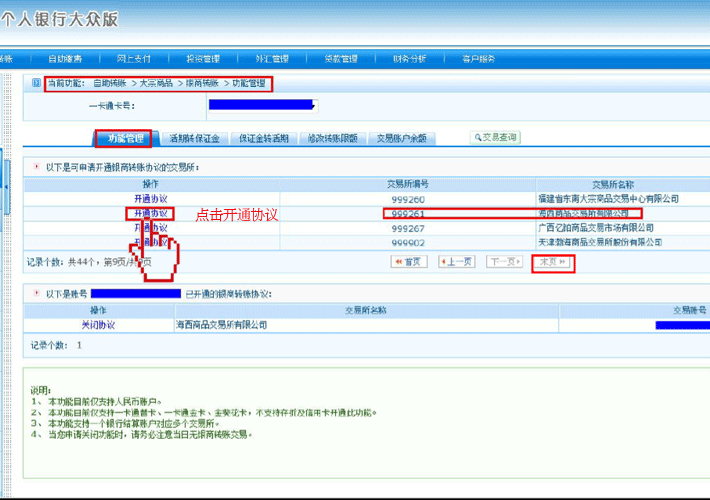 个人银行大众版
转账 自助缴费 网上支付 投资管理 外汇管理 贷款管理 财务分析 客户服务
当前功能: 自助转账 > 大宗商品 > 银商转账 > 功能管理
一卡通卡号:
功能管理 活期转保证金 保证金转活期 修改转账限额 交易账户余额 交易查询
以下是可申请开通银商转账协议的交易所:
操作 交易所编号 交易所名称
开通协议 999260 福建省东南大宗商品交易中心有限公司
开通协议 999261 海西商品交易所有限公司
点击开通协议
开通协议 999267 广西亿铂商品交易市场有限公司
999902 天津渤海商品交易所股份有限公司
记录个数: 共44个, 第9页/共9页 首页 上一页 下一页 末页
以下是账号 已开通的银商转账协议:
操作 交易所名称 交易账号
关闭协议 海西商品交易所有限公司
记录个数: 1
说明:
1、 本功能目前仅支持人民币账户。
2、 本功能目前仅支持一卡通普卡、一卡通金卡、金葵花卡，不支持存折及信用卡开通此功能。
3、 本功能支持一个银行结算账户对应多个交易所。
4、 当您申请关闭功能时，请务必注意当日无银商转账交易。